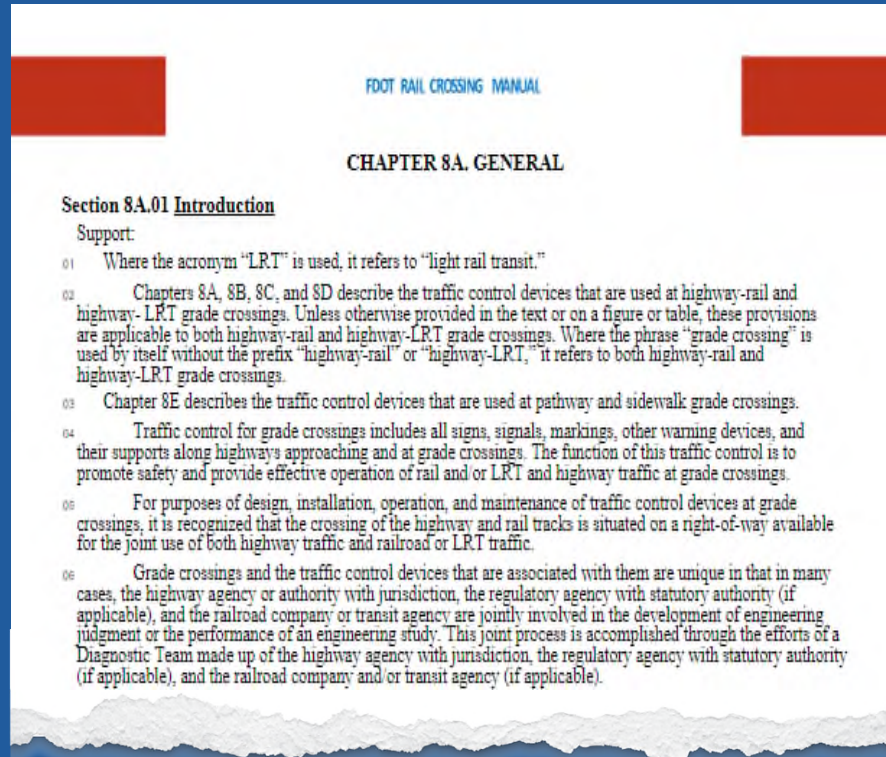 FDOT RAIL CROSSING MANUAL
CHAPTER 8A. GENERAL
Section 8A.01 Introduction
Support:
01 Where the acronym “LRT” is used, it refers to “light rail transit.”
02 Chapters 8A, 8B, 8C, and 8D describe the traffic control devices that are used at highway-rail and
highway- LRT grade crossings. Unless otherwise provided in the text or on a figure or table, these provisions
are applicable to both highway-rail and highway-LRT grade crossings. Where the phrase “grade crossing” is
used by itself without the prefix “highway-rail” or “highway-LRT,” it refers to both highway-rail and
highway-LRT grade crossings.
03 Chapter 8E describes the traffic control devices that are used at pathway and sidewalk grade crossings.
04 Traffic control for grade crossings includes all signs, signals, markings, other warning devices, and
their supports along highways approaching and at grade crossings. The function of this traffic control is to
promote safety and provide effective operation of rail and/or LRT and highway traffic at grade crossings.
05 For purposes of design, installation, operation, and maintenance of traffic control devices at grade
crossings, it is recognized that the crossing of the highway and rail tracks is situated on a right-of-way available
for the joint use of both highway traffic and railroad or LRT traffic.
06 Grade crossings and the traffic control devices that are associated with them are unique in that in many
cases, the highway agency or authority with jurisdiction, the regulatory agency with statutory authority (if
applicable), and the railroad company or transit agency are jointly involved in the development of engineering
judgment or the performance of an engineering study. This joint process is accomplished through the efforts of a
Diagnostic Team made up of the highway agency with jurisdiction, the regulatory agency with statutory authority
(if applicable), and the railroad company and/or transit agency (if applicable).